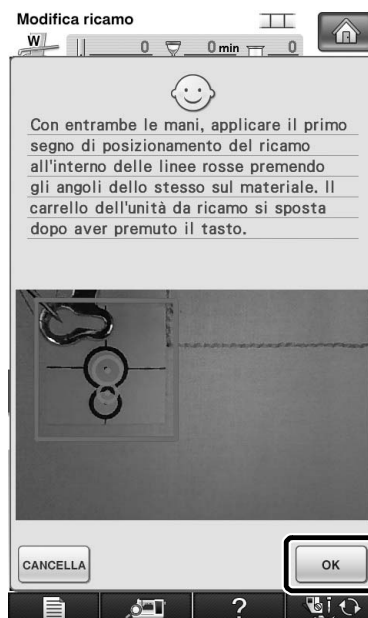 Modifica ricamo
W
0 0 min 0
Con entrambe le mani, applicare il primo
segno di posizionamento del ricamo
all'interno delle linee rosse premendo
gli angoli dello stesso sul materiale. Il
carrello dell'unità da ricamo si sposta
dopo aver premuto il tasto.
CANCELLA
OK
?